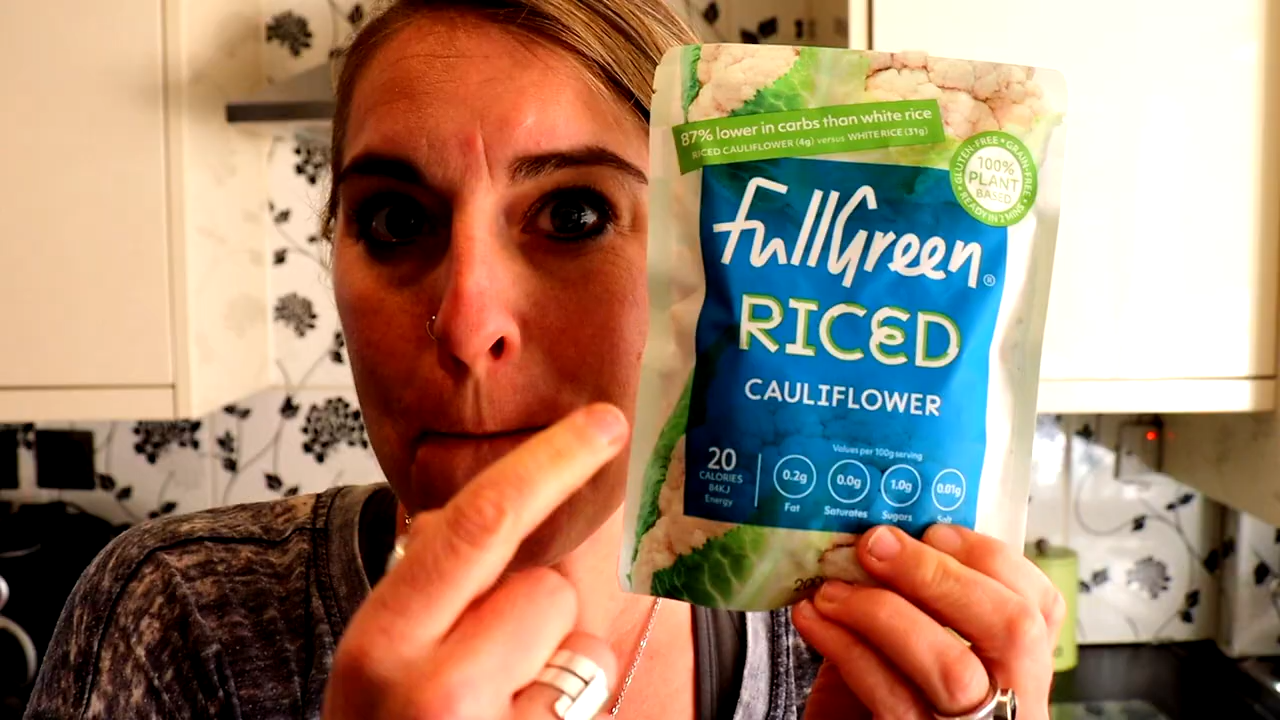 87% lower in carbs than white rice
RICED CAULIFLOWER (4g) versus WHITE RICE (31g)
GLUTEN-FREE • GRAIN-FREE
100%
PLANT
BASED
• READY IN 2 MINS •
fullGreen®
RICED
CAULIFLOWER
Values per 100g serving
20
CALORIES
84KJ
Energy
0.2g
Fat
0.0g
Saturates
1.0g
Sugars
0.01g
Salt